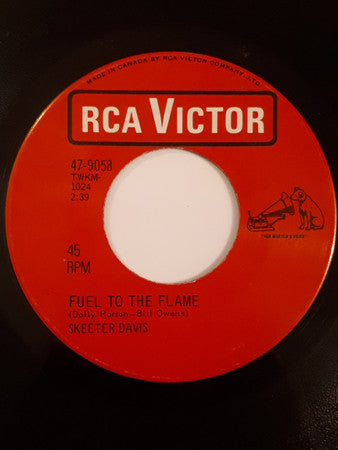 MADE IN CANADA BY RCA VICTOR COMPANY, LTD.
RCA VICTOR
47-9058
TWKM-
1024
2:39
"HIS MASTER'S VOICE"
45
RPM
FUEL TO THE FLAME
(Dolly Parton-Bill Owens)
SKEETER DAVIS